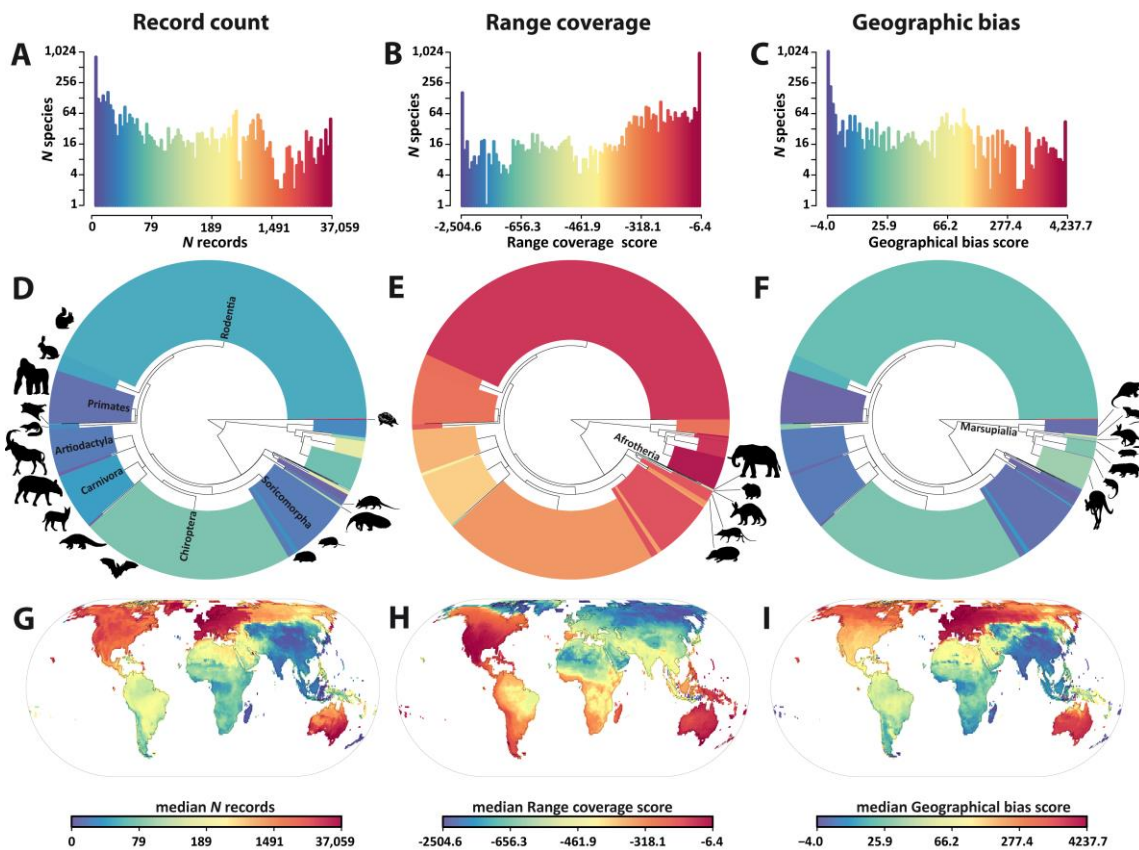 Record count
Range coverage
Geographic bias
A
1,024
256
64
16
4
1
N species
0 79 189 1,491 37,059
N records
B
1,024
256
64
16
4
1
N species
-2,504.6 -656.3 -461.9 -318.1 -6.4
Range coverage score
C
1,024
256
64
16
4
1
N species
−4.0 25.9 66.2 277.4 4,237.7
Geographical bias score
D
Rodentia
Primates
Artiodactyla
Carnivora
Chiroptera
Soricomorpha
E
Afrotheria
F
Marsupialia
G
H
I
median N records
0 79 189 1491 37,059
median Range coverage score
-2504.6 -656.3 -461.9 -318.1 -6.4
median Geographical bias score
-4.0 25.9 66.2 277.4 4237.7